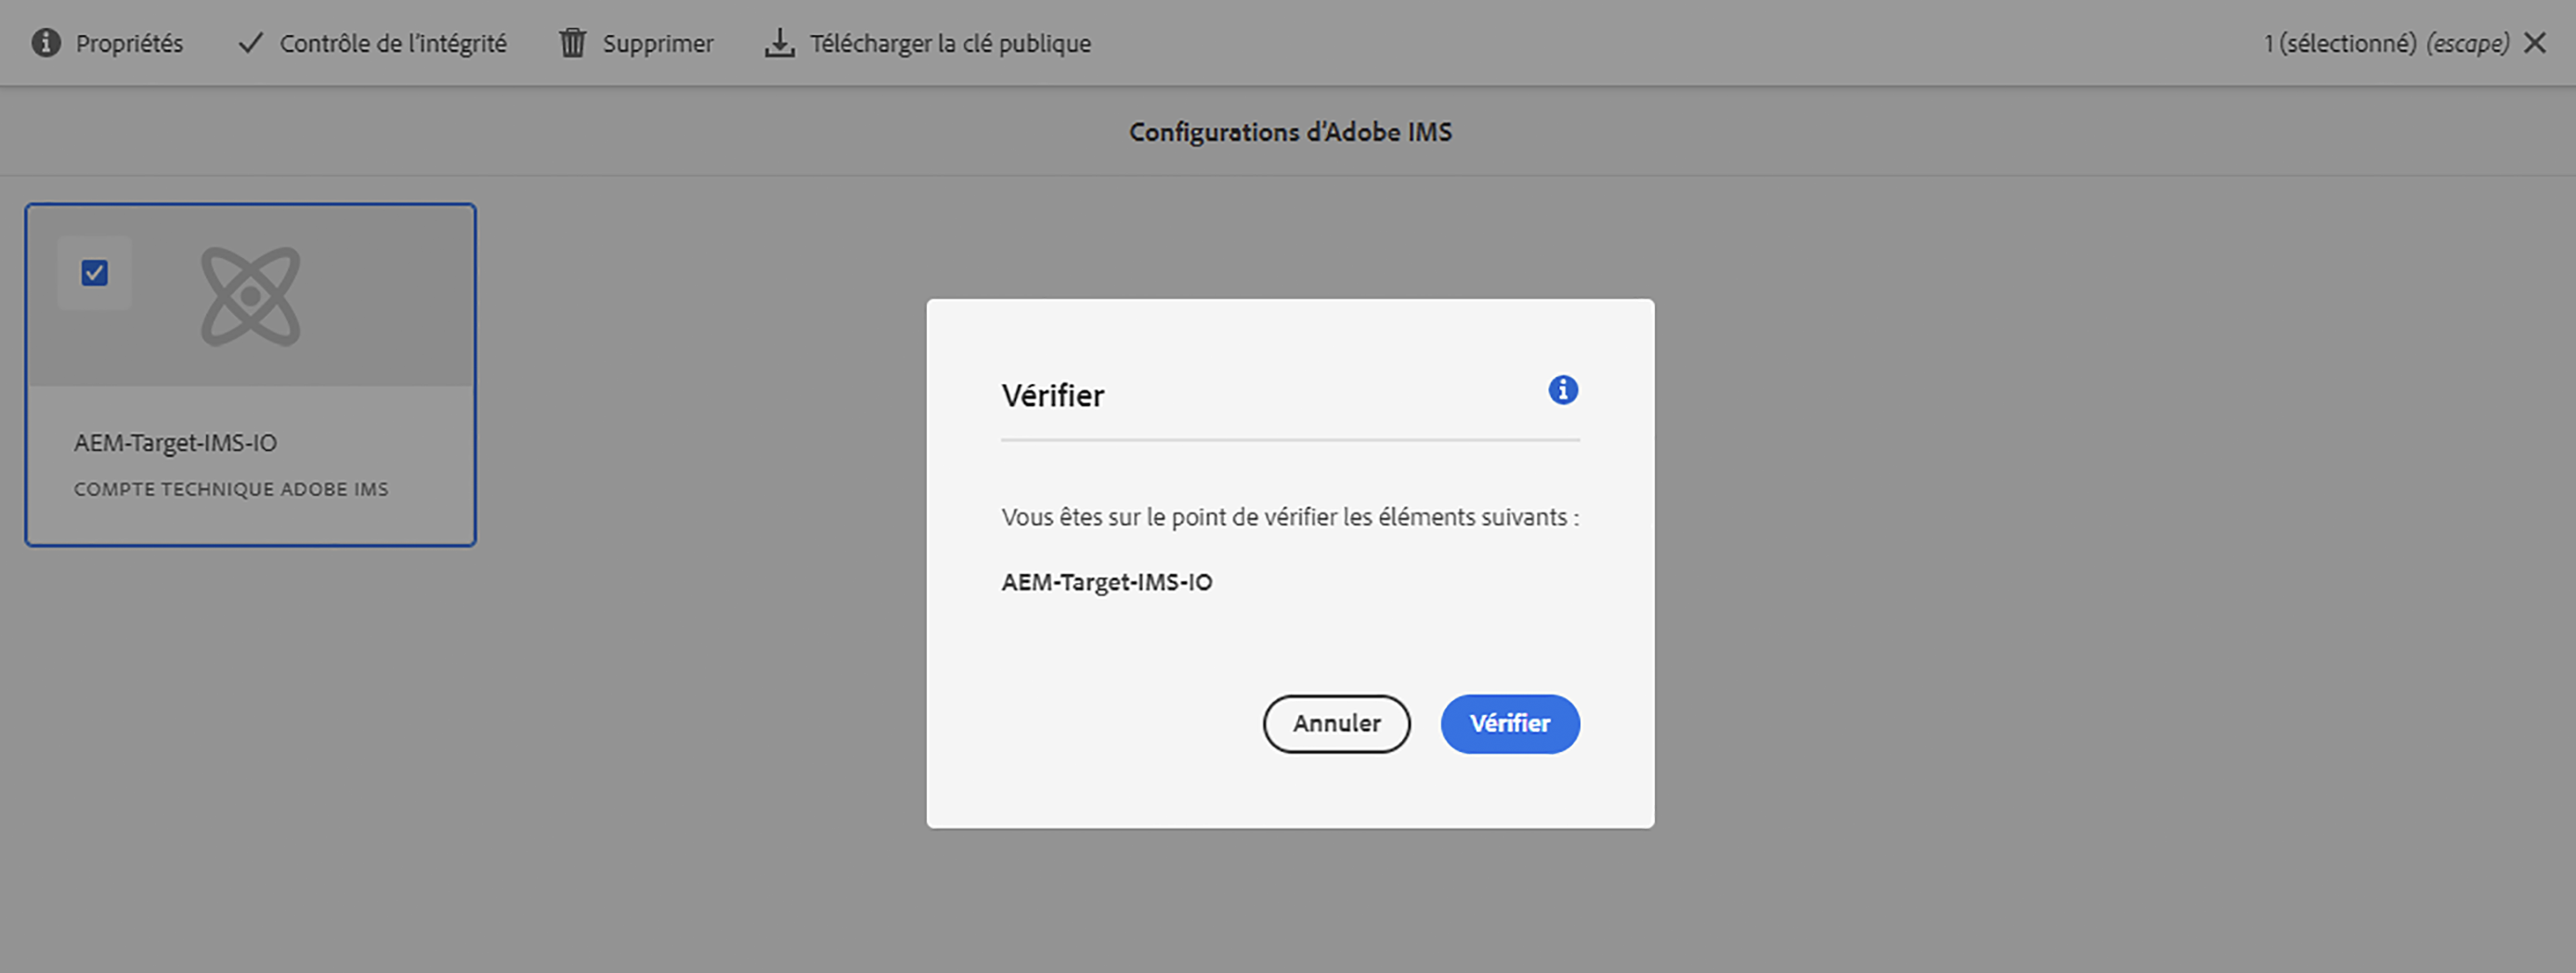 Propriétés
Contrôle de l'intégrité
Supprimer
Télécharger la clé publique
1 (sélectionné) (escape)
Configurations d'Adobe IMS
AEM-Target-IMS-IO
COMPTE TECHNIQUE ADOBE IMS
Vérifier
Vous êtes sur le point de vérifier les éléments suivants :
AEM-Target-IMS-IO
Annuler
Vérifier